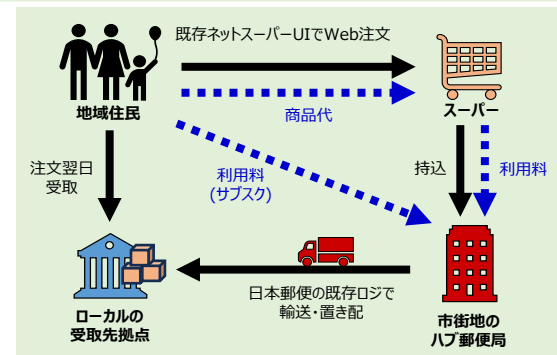 既存ネットスーパーUIでWeb注文
地域住民
商品代
スーパー
注文翌日
受取
利用料
(サブスク)
持込
利用料
日本郵便の既存ロジで
輸送・置き配
ローカルの
受取先拠点
市街地の
ハブ郵便局